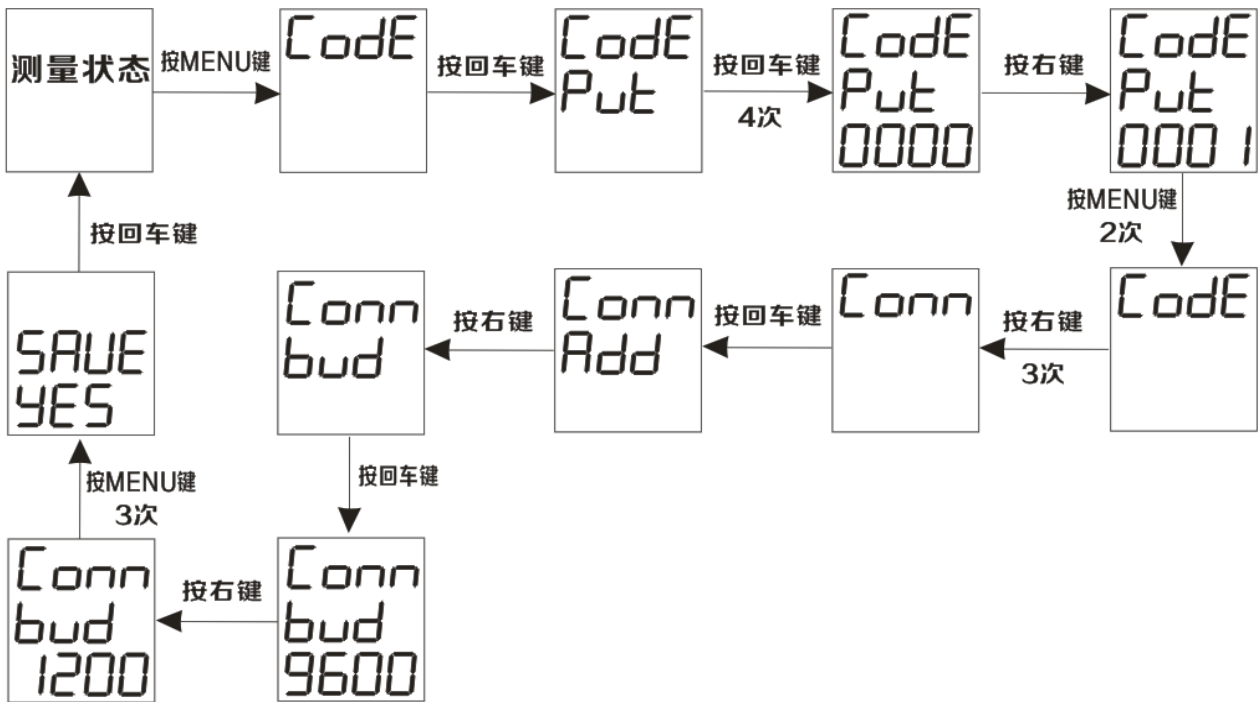 测量状态
按MENU键
CodE
按回车键
CodE
Put
按回车键
4次
CodE
Put
0000
按右键
CodE
Put
0001
按MENU键
2次
CodE
按右键
3次
Conn
按回车键
Conn
Add
按右键
Conn
bud
按回车键
Conn
bud
9600
按右键
Conn
bud
1200
按MENU键
3次
SAVE
YES
按回车键